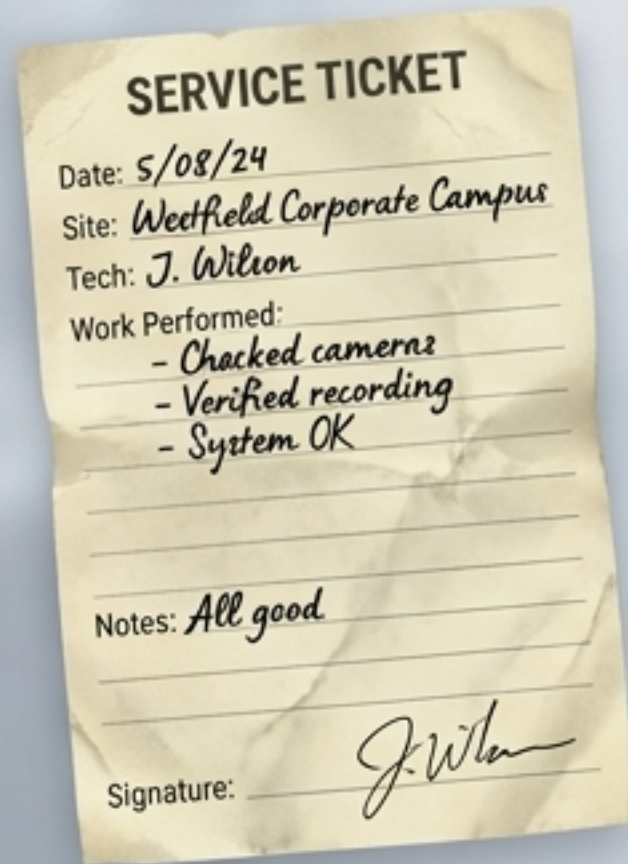 SERVICE TICKET
Date: 5/08/24
Site: Westfield Corporate Campus
Tech: J. Wilson
Work Performed:
- Checked cameras
- Verified recording
- System OK
Notes: All good
Signature: J. Wilson